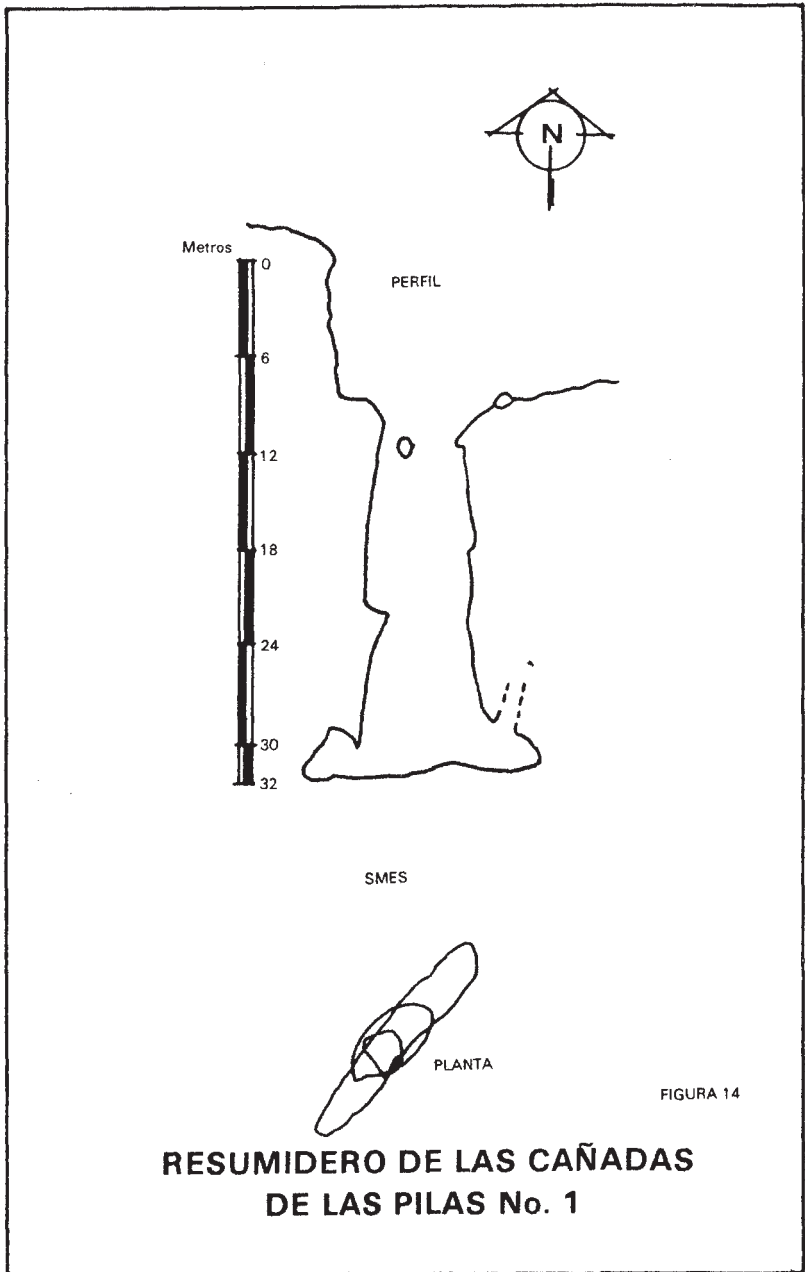 N
Metros
0
PERFIL
6
12
18
24
30
32
SMES
PLANTA
FIGURA 14
RESUMIDERO DE LAS CAÑADAS
DE LAS PILAS No. 1